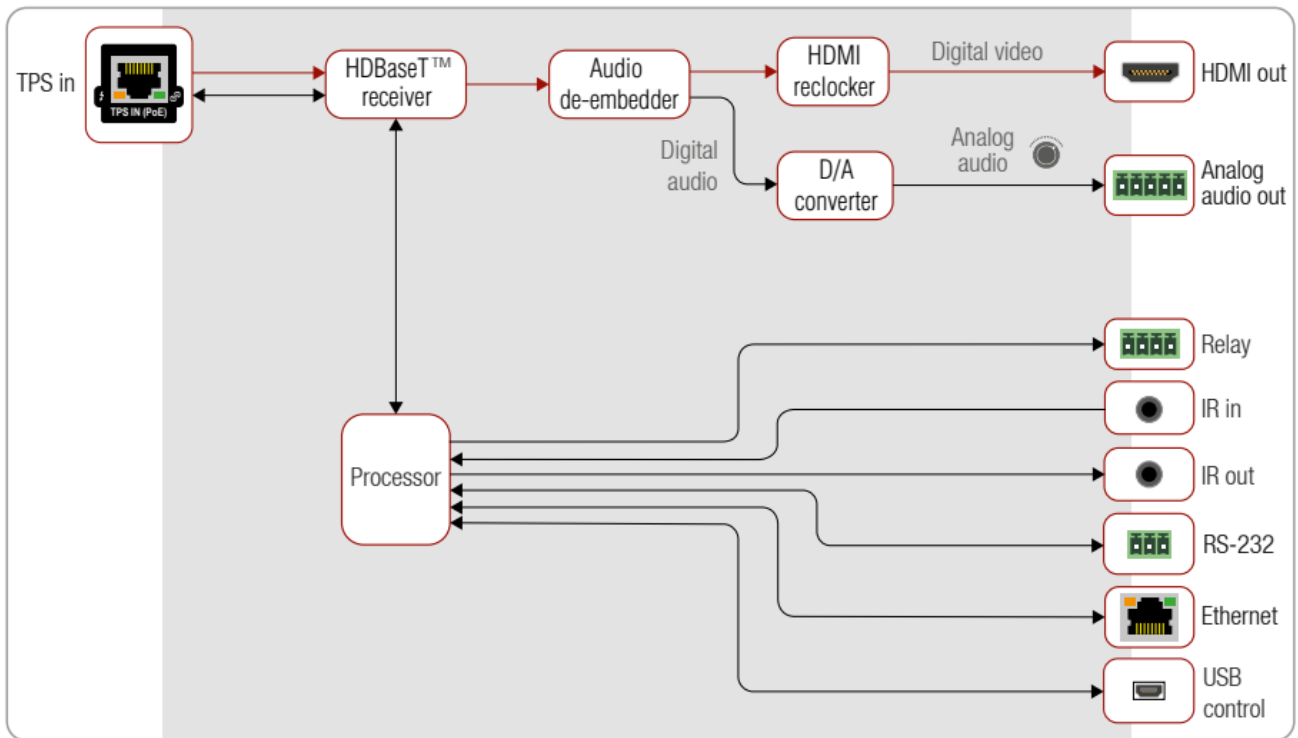 TPS in
TPS IN (PoE)
HDBaseT™
receiver
Audio
de-embedder
HDMI
reclocker
Digital video
HDMI out
Digital
audio
D/A
converter
Analog
audio
Analog
audio out
Relay
IR in
Processor
IR out
RS-232
Ethernet
USB
control